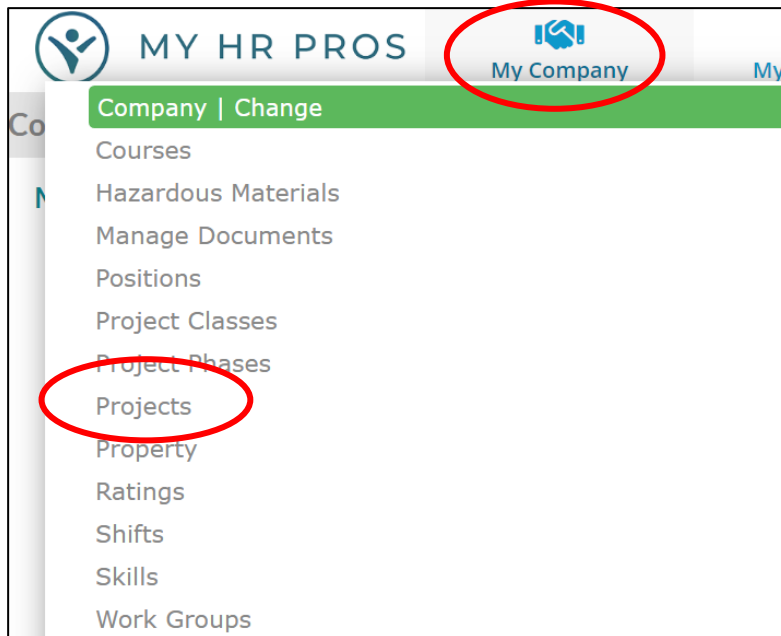 MY HR PROS
My Company
My
Company | Change
Co
Courses
Hazardous Materials
Manage Documents
Positions
Project Classes
Project Phases
Projects
Property
Ratings
Shifts
Skills
Work Groups